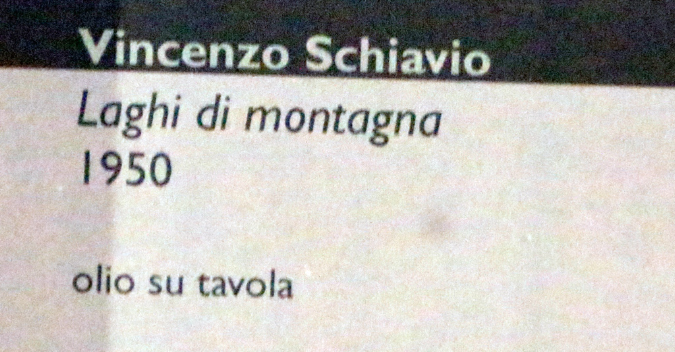 Vincenzo Schiavio
Laghi di montagna
1950
olio su tavola